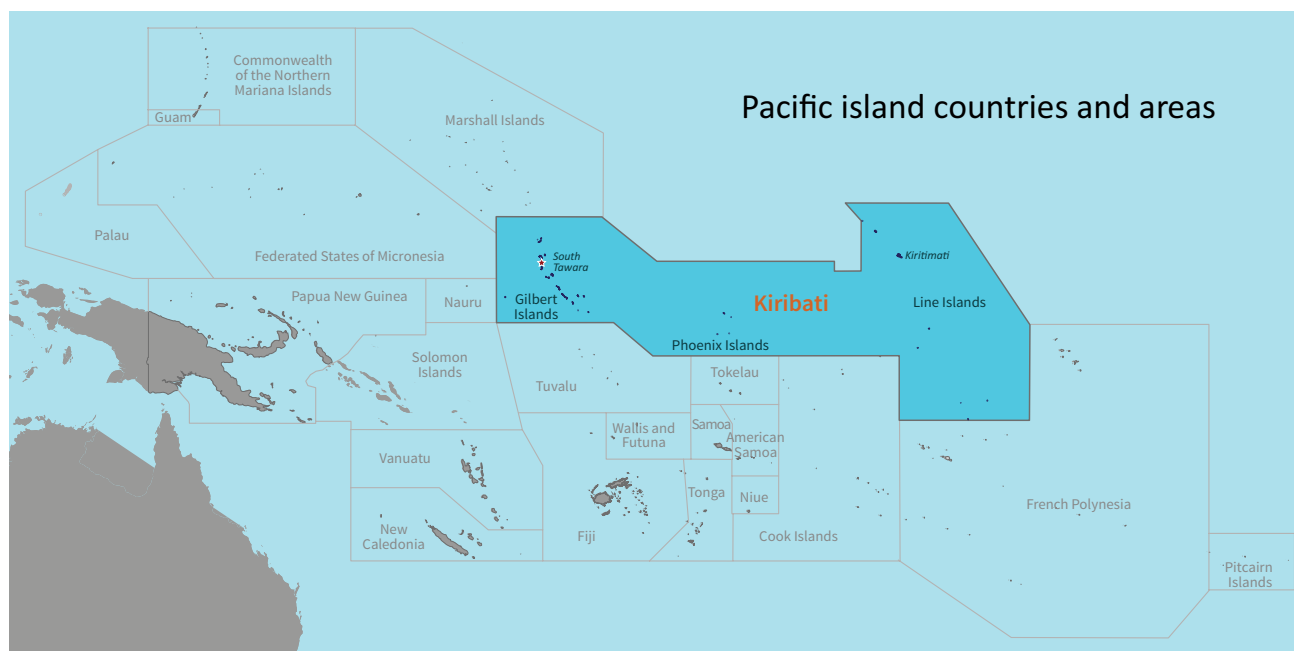 Pacific island countries and areas
Commonwealth
of the Northern
Mariana Islands
Guam
Marshall Islands
Palau
Federated States of Micronesia
South
Tawara
Kiritimati
Papua New Guinea
Nauru
Gilbert
Islands
Kiribati
Line Islands
Phoenix Islands
Solomon
Islands
Tuvalu
Tokelau
Wallis and
Futuna
Samoa
American
Samoa
Vanuatu
Tonga
Niue
French Polynesia
New
Caledonia
Fiji
Cook Islands
Pitcairn
Islands